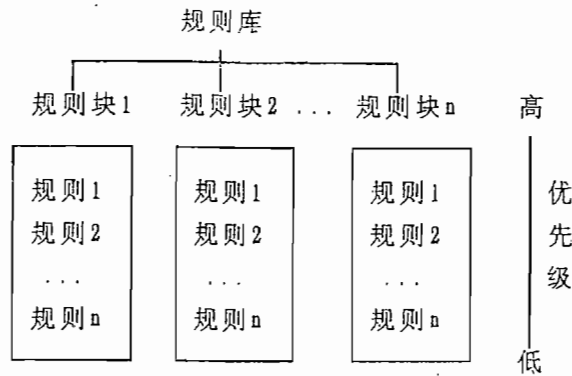 规则库
规则块1 规则块2 ... 规则块n 高
规则1 规则1 规则1 优
规则2 规则2 规则2 先
... ... ... 级
规则n 规则n 规则n
低